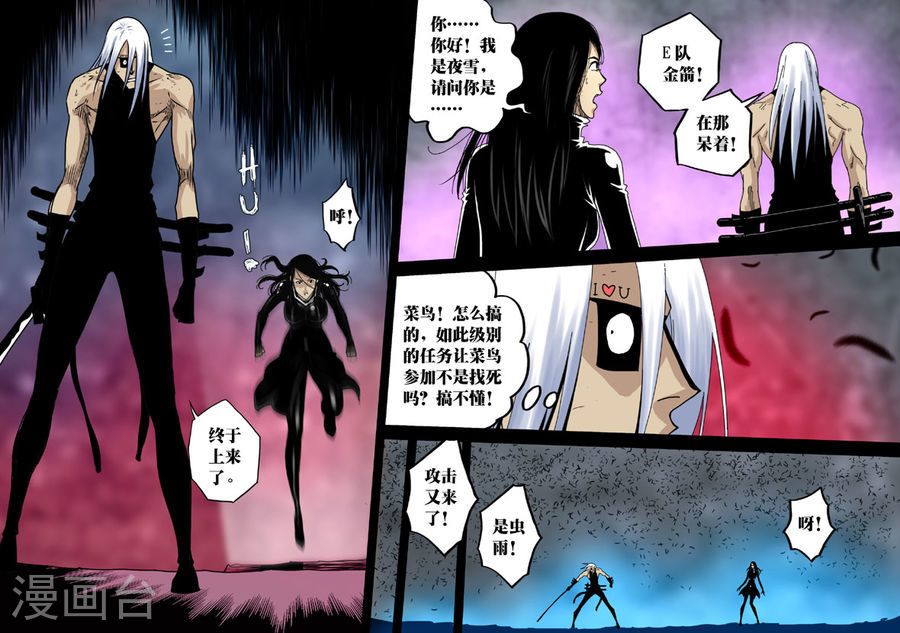 HUI
呼！
终于
上来
了。
你……
你好！我
是夜雪，
请问你是
……
E队
金箭！
在那
呆着！
I♥U
菜鸟！怎么搞
的，如此级别
的任务让菜鸟
参加不是找死
吗？搞不懂！
攻击
又来
了！
是虫
雨！
呀！
漫画台